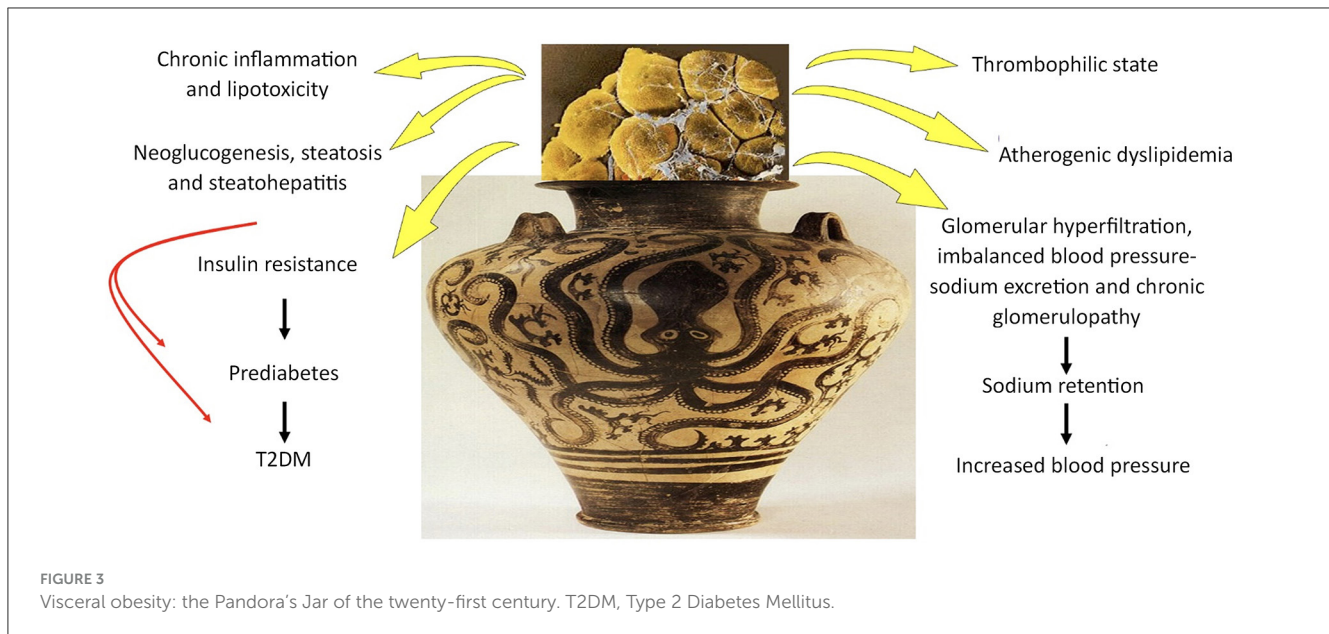 Chronic inflammation
and lipotoxicity
Neoglucogenesis, steatosis
and steatohepatitis
Insulin resistance
Prediabetes
T2DM
Thrombophilic state
Atherogenic dyslipidemia
Glomerular hyperfiltration,
imbalanced blood pressure-
sodium excretion and chronic
glomerulopathy
Sodium retention
Increased blood pressure
FIGURE 3
Visceral obesity: the Pandora's Jar of the twenty-first century. T2DM, Type 2 Diabetes Mellitus.